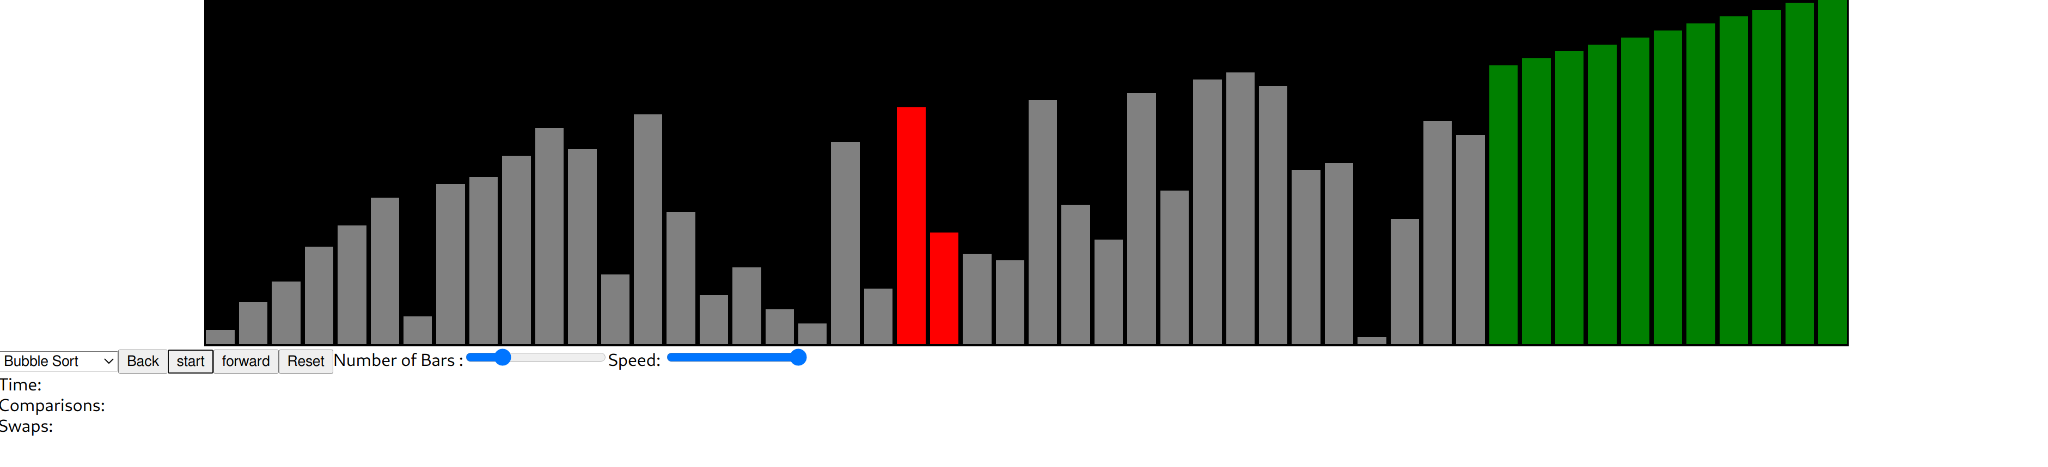 Bubble Sort Back start forward Reset Number of Bars : Speed:
Time:
Comparisons:
Swaps: